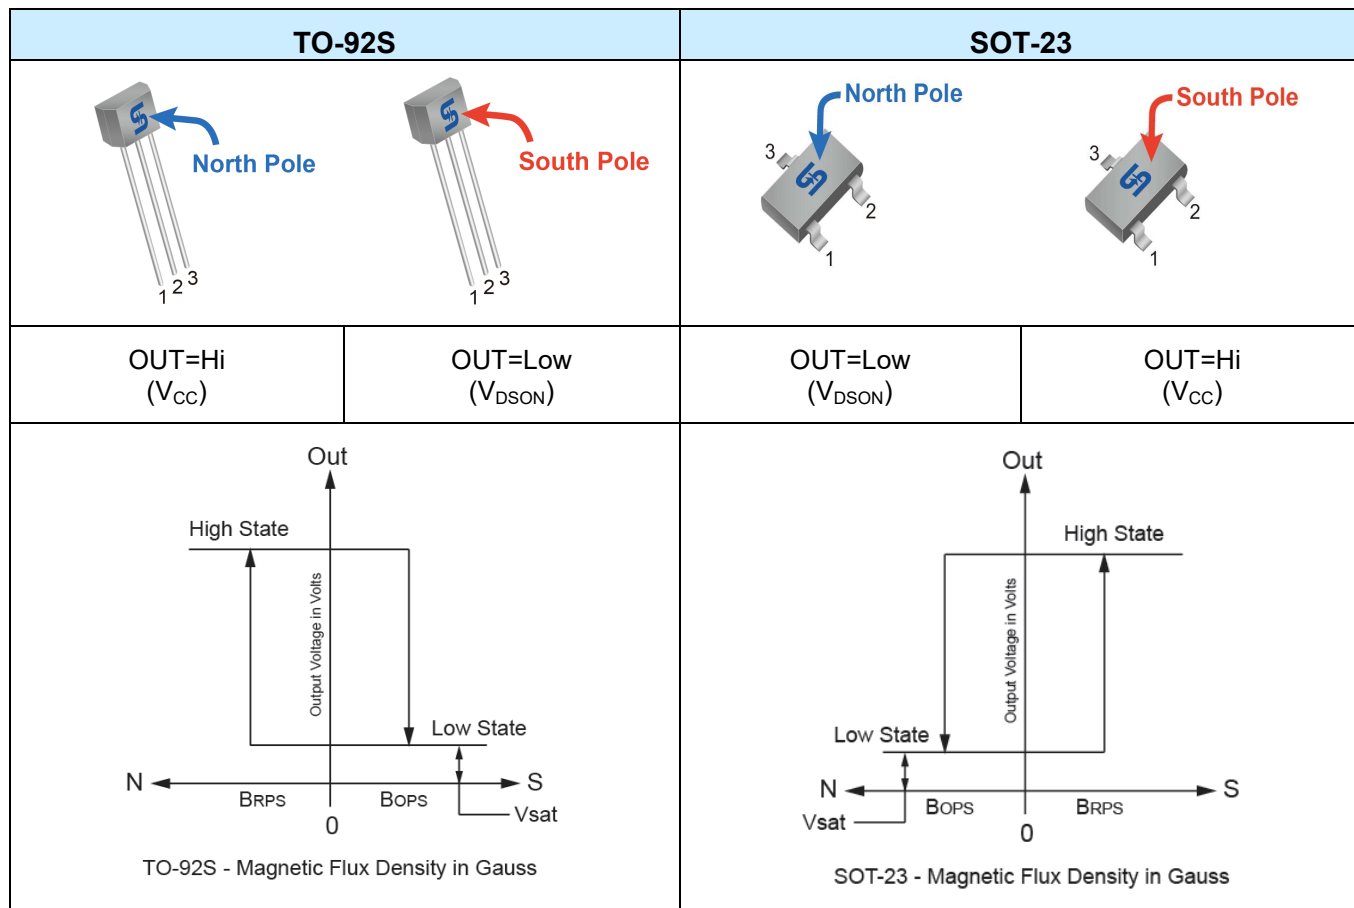 TO-92S
SOT-23
North Pole
1 2 3
South Pole
1 2 3
North Pole
3
2
1
South Pole
3
2
1
OUT=Hi
(VCC)
OUT=Low
(VDSON)
OUT=Low
(VDSON)
OUT=Hi
(VCC)
Out
High State
Output Voltage in Volts
Low State
N
S
BRPS
BOPS
Vsat
0
TO-92S - Magnetic Flux Density in Gauss
Out
High State
Output Voltage in Volts
Low State
N
S
BOPS
BRPS
Vsat
0
SOT-23 - Magnetic Flux Density in Gauss